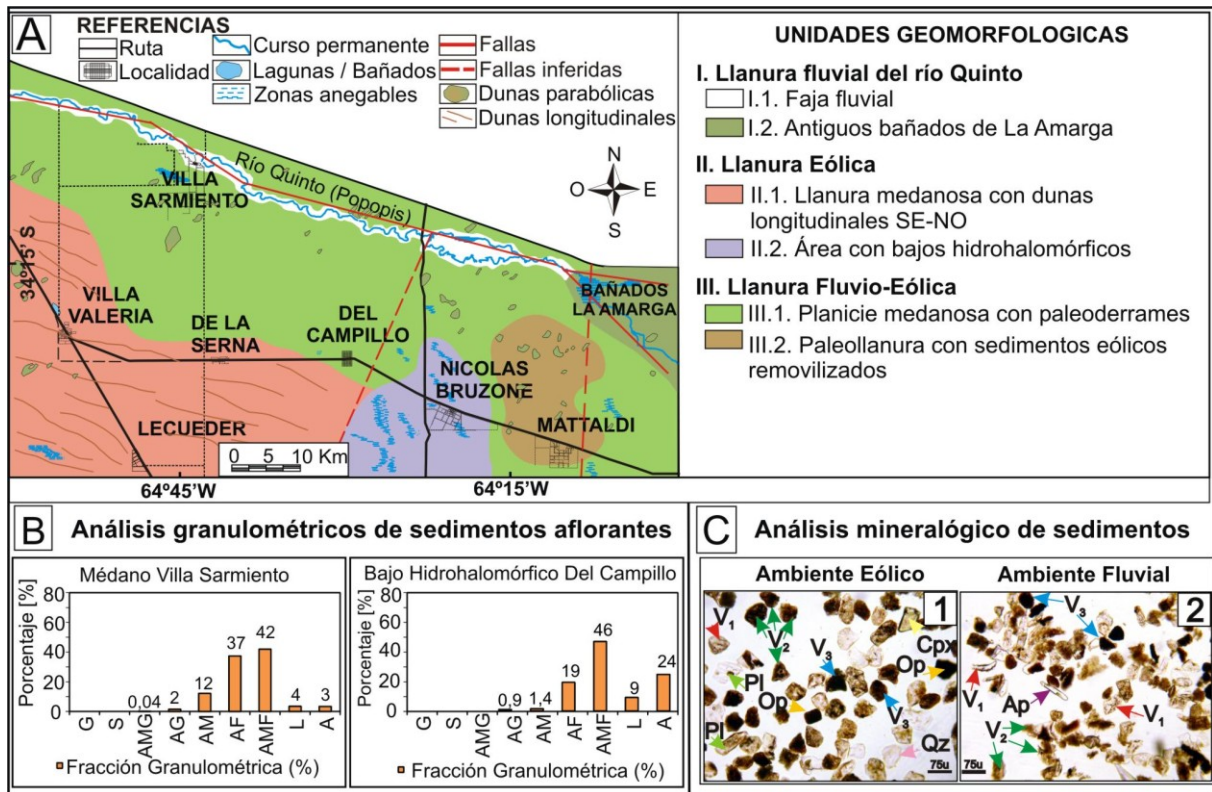 A
REFERENCIAS
Ruta
Localidad
Curso permanente
Lagunas / Bañados
Zonas anegables
Fallas
Fallas inferidas
Dunas parabólicas
Dunas longitudinales
N
O E
S
Río Quinto (Popopis)
VILLA
SARMIENTO
34º15' S
VILLA
VALERIA
DE LA
SERNA
DEL
CAMPILLO
NICOLAS
BRUZONE
BAÑADOS
LA AMARGA
MATTALDI
LECUEDER
0 5 10 Km
64º45'W
64º15'W
UNIDADES GEOMORFOLOGICAS
I. Llanura fluvial del río Quinto
I.1. Faja fluvial
I.2. Antiguos bañados de La Amarga
II. Llanura Eólica
II.1. Llanura medanosa con dunas
longitudinales SE-NO
II.2. Área con bajos hidrohalomórficos
III. Llanura Fluvio-Eólica
III.1. Planicie medanosa con paleoderrames
III.2. Paleollanura con sedimentos eólicos
removilizados
B
Análisis granulométricos de sedimentos aflorantes
Médano Villa Sarmiento
Porcentaje [%]
80
60
40
20
0
0,04
2
12
37
42
4
3
G S AMG AG AM AF AMF L A
Fracción Granulométrica (%)
Bajo Hidrohalomórfico Del Campillo
Porcentaje [%]
80
60
40
20
0
0,9
1,4
19
46
9
24
G S AMG AG AM AF AMF L A
Fracción Granulométrica (%)
C
Análisis mineralógico de sedimentos
Ambiente Eólico
1
V1
V2
V3
Cpx
Op
Pl
Op
V3
Pl
Qz
75u
Ambiente Fluvial
2
V3
V1
Ap
V1
V2
75u